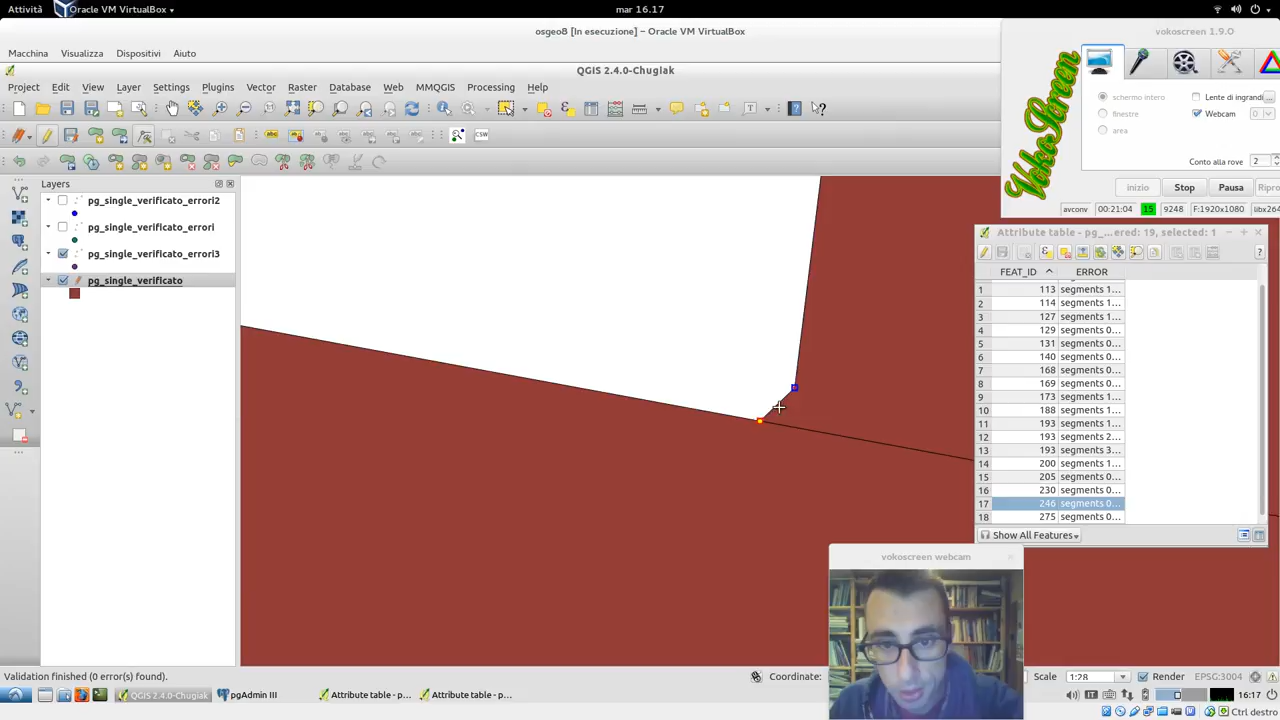 Attività
Oracle VM VirtualBox
mar 16.17
osgeo8 [In esecuzione] – Oracle VM VirtualBox
vokoscreen 1.9.0
Macchina
Visualizza
Dispositivi
Aiuto
QGIS 2.4.0-Chugiak
Project
Edit
View
Layer
Settings
Plugins
Vector
Raster
Database
Web
MMQGIS
Processing
Help
VokoScreen
schermo intero
Lente di ingrandi
...
finestre
Webcam
0
area
Conto alla rove
2
inizio
Stop
Pausa
Ripro
avconv
00:21:04
15
9248
F:1920x1080
libx264
abc
CSW
Layers
pg_single_verificato_errori2
pg_single_verificato_errori
pg_single_verificato_errori3
pg_single_verificato
Attribute table - pg_...ered: 19, selected: 1
?
FEAT_ID
ERROR
1 113 segments 1...
2 114 segments 1...
3 127 segments 1...
4 129 segments 0...
5 131 segments 0...
6 140 segments 0...
7 168 segments 0...
8 169 segments 0...
9 173 segments 1...
10 188 segments 1...
11 193 segments 1...
12 193 segments 2...
13 193 segments 3...
14 200 segments 1...
15 205 segments 0...
16 230 segments 0...
17 246 segments 0...
18 275 segments 0...
Show All Features
vokoscreen webcam
Validation finished (0 error(s) found).
Coordinate:
Scale
1:28
Render
EPSG:3004
QGIS 2.4.0-Chugiak
pgAdmin III
Attribute table - p...
Attribute table - p...
IT
16:17
Ctrl destro